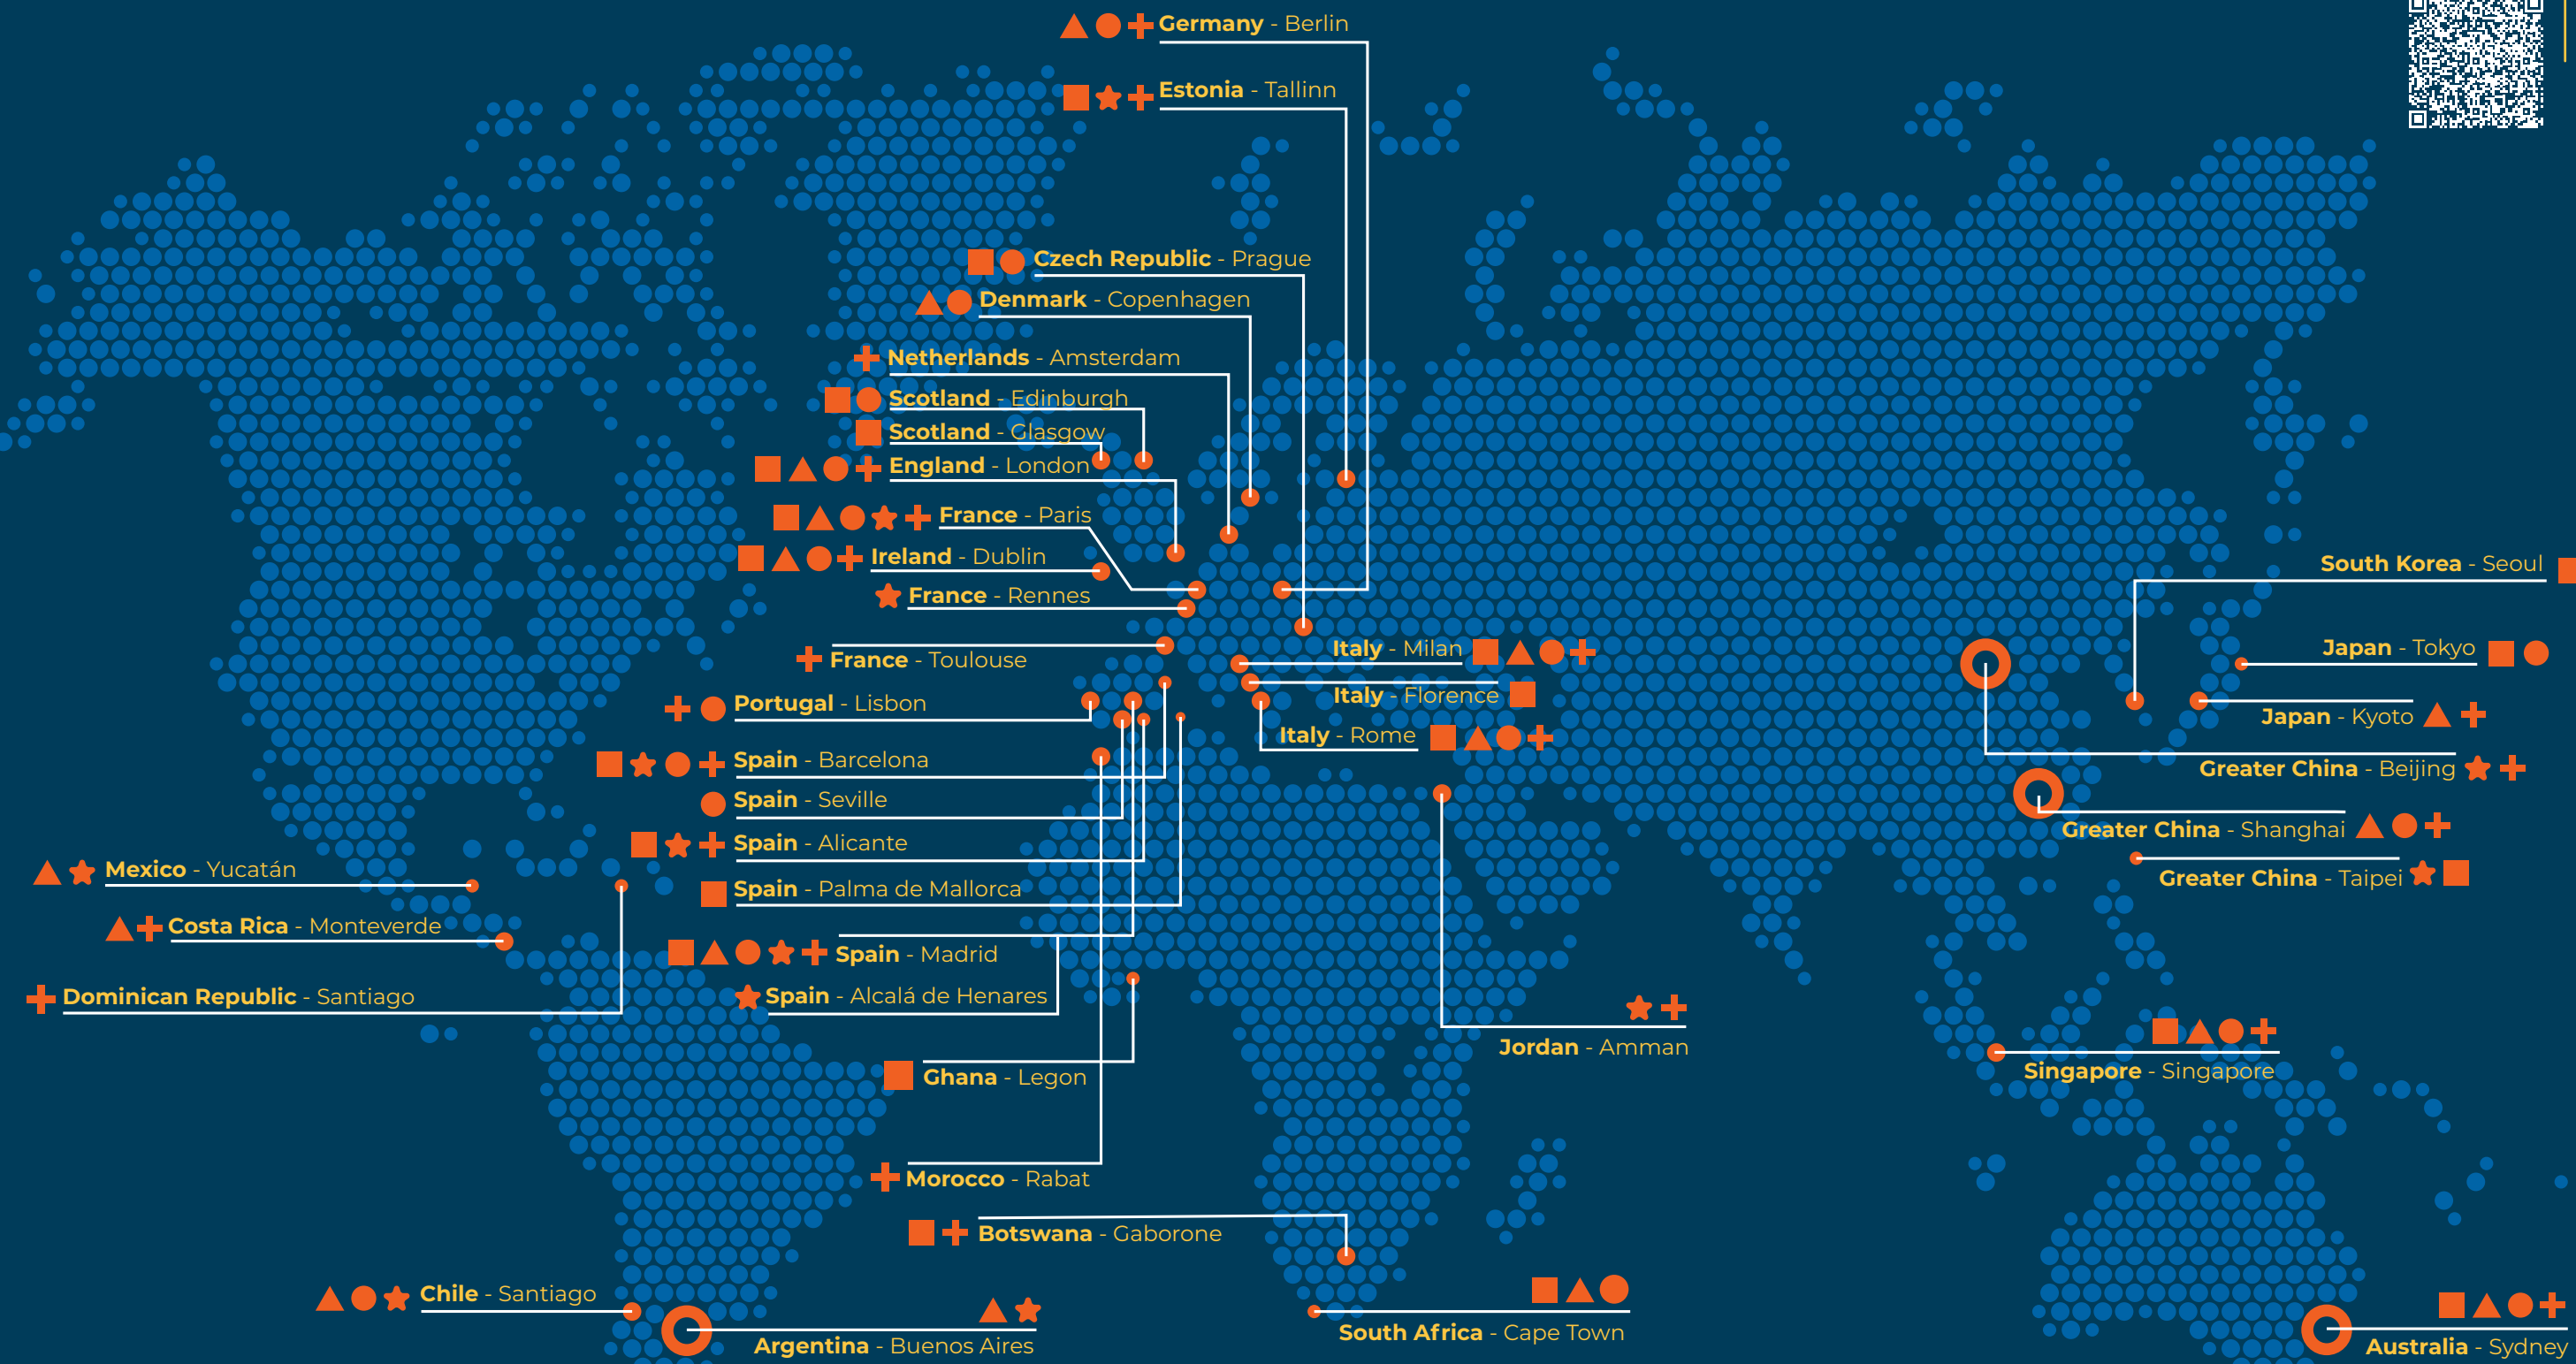 Germany - Berlin
Estonia - Tallinn
Czech Republic - Prague
Denmark - Copenhagen
Netherlands - Amsterdam
Scotland - Edinburgh
Scotland - Glasgow
England - London
France - Paris
Ireland - Dublin
France - Rennes
France - Toulouse
Portugal - Lisbon
Spain - Barcelona
Spain - Seville
Spain - Alicante
Spain - Palma de Mallorca
Spain - Madrid
Spain - Alcalá de Henares
Italy - Milan
Italy - Florence
Italy - Rome
South Korea - Seoul
Japan - Tokyo
Japan - Kyoto
Greater China - Beijing
Greater China - Shanghai
Greater China - Taipei
Mexico - Yucatán
Costa Rica - Monteverde
Dominican Republic - Santiago
Ghana - Legon
Jordan - Amman
Singapore - Singapore
Morocco - Rabat
Botswana - Gaborone
Chile - Santiago
Argentina - Buenos Aires
South Africa - Cape Town
Australia - Sydney